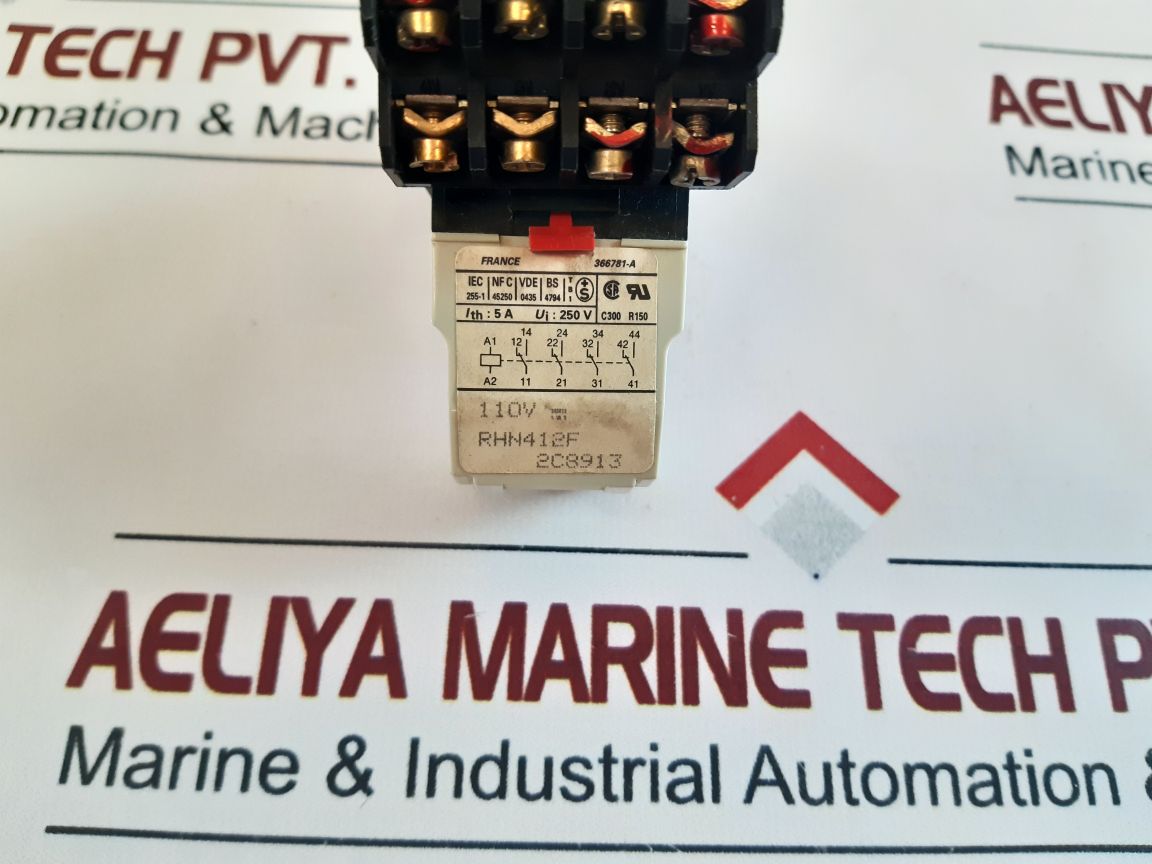 TECH PVT.
omation & Mach
AELIY
Marine
FRANCE 366781-A
IEC NFC VDE BS TBT
255-1 45250 0435 4794
Ith : 5 A Ui : 250 V C300 R150
14 24 34 44
A1 12 22 32 42
A2 11 21 31 41
110V
RHN412F
2C8913
AELIYA MARINE TECH P
Marine & Industrial Automation &